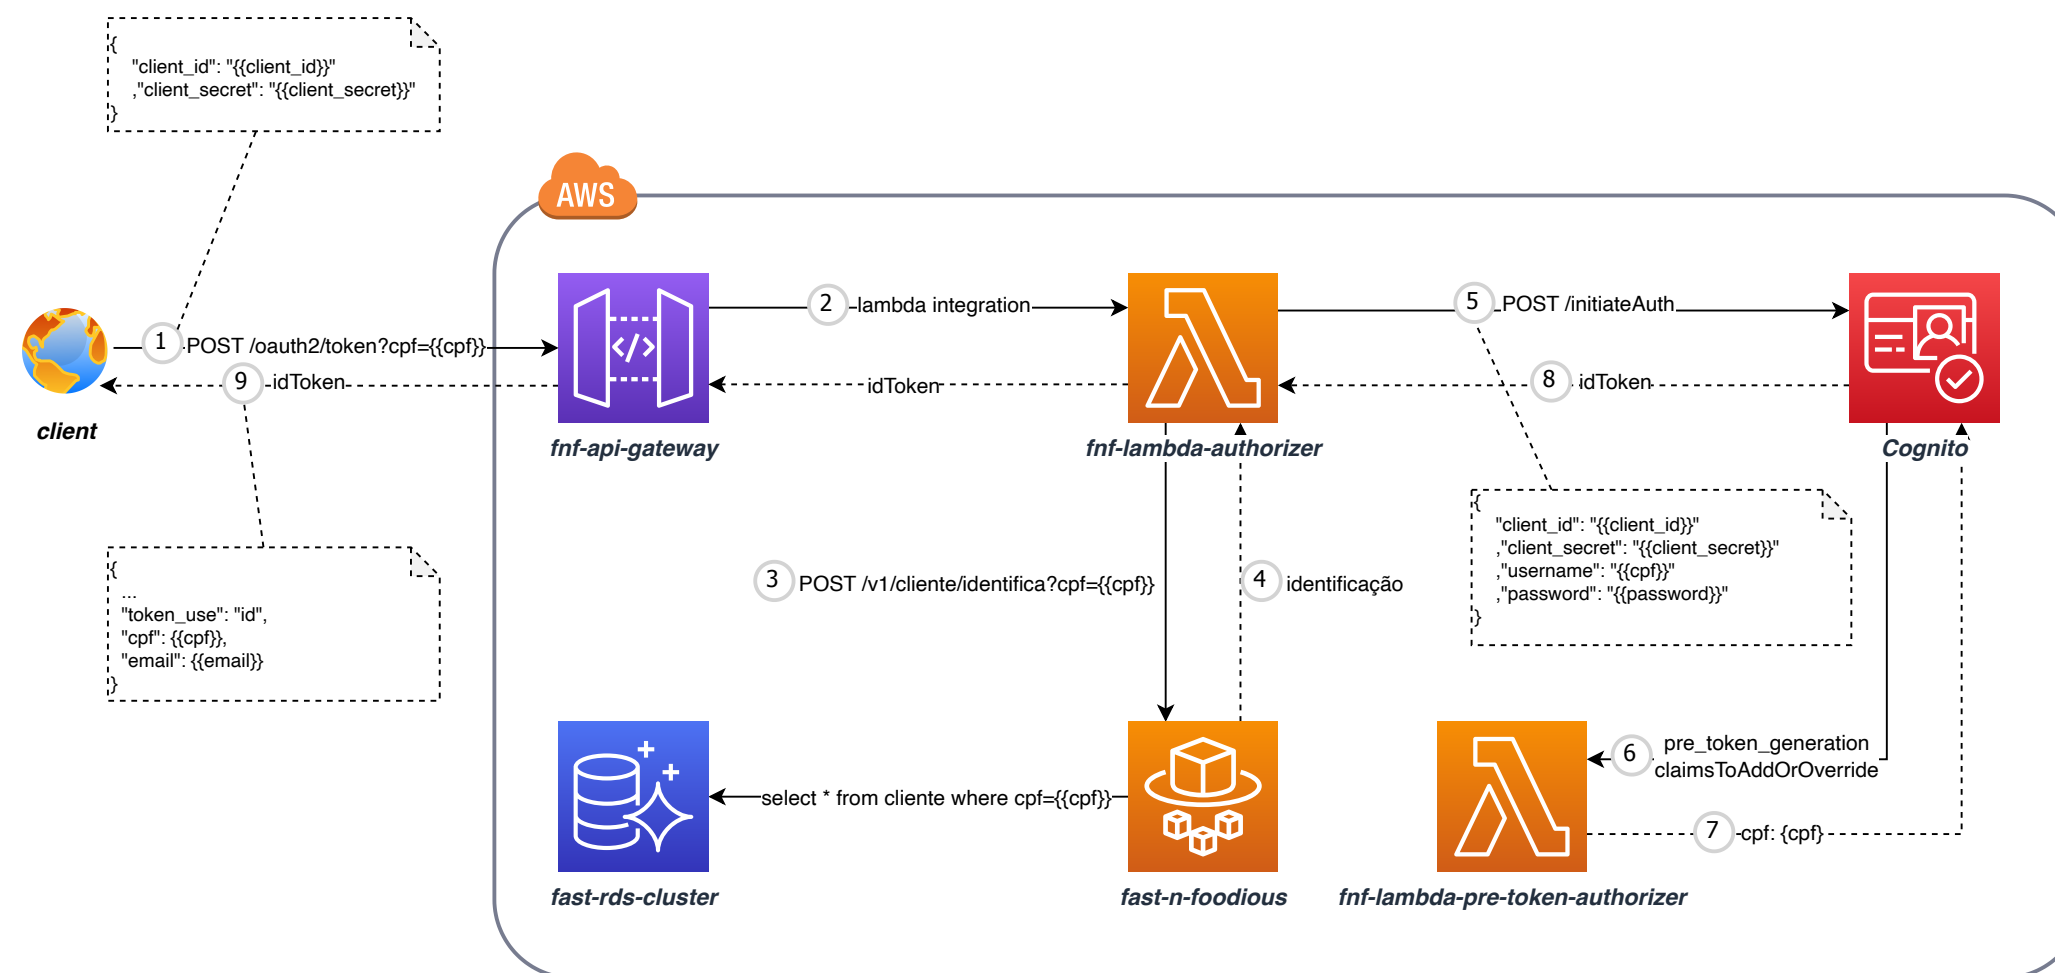 {
"client_id": "{{client_id}}"
,"client_secret": "{{client_secret}}"
}
AWS
1
POST /oauth2/token?cpf={{cpf}}
2
lambda integration
5
POST /initiateAuth
9
idToken
idToken
8
idToken
client
fnf-api-gateway
fnf-lambda-authorizer
Cognito
{
"client_id": "{{client_id}}"
,"client_secret": "{{client_secret}}"
,"username": "{{cpf}}"
,"password": "{{password}}"
}
{
...
"token_use": "id",
"cpf": {{cpf}},
"email": {{email}}
}
3
POST /v1/cliente/identifica?cpf={{cpf}}
4
identificação
6
pre_token_generation
claimsToAddOrOverride
select * from cliente where cpf={{cpf}}
7
cpf: {cpf}
fast-rds-cluster
fast-n-foodious
fnf-lambda-pre-token-authorizer